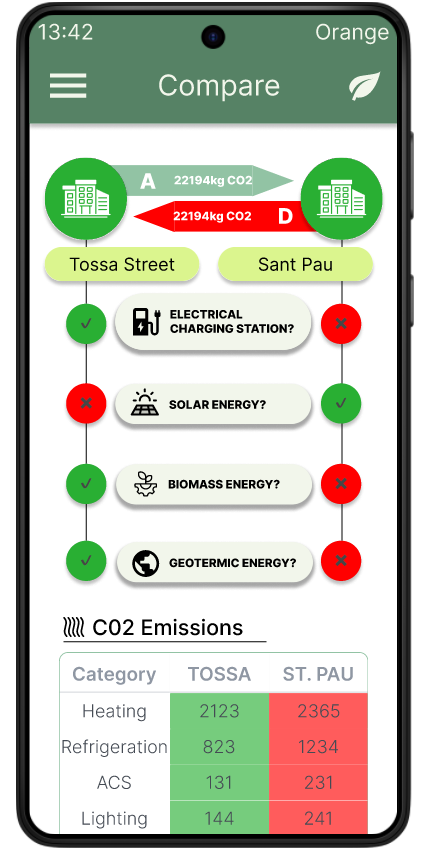 13:42 Orange
Compare
A 22194kg CO2
22194kg CO2 D
Tossa Street Sant Pau
ELECTRICAL
CHARGING STATION?
SOLAR ENERGY?
BIOMASS ENERGY?
GEOTERMIC ENERGY?
C02 Emissions
Category TOSSA ST. PAU
Heating 2123 2365
Refrigeration 823 1234
ACS 131 231
Lighting 144 241